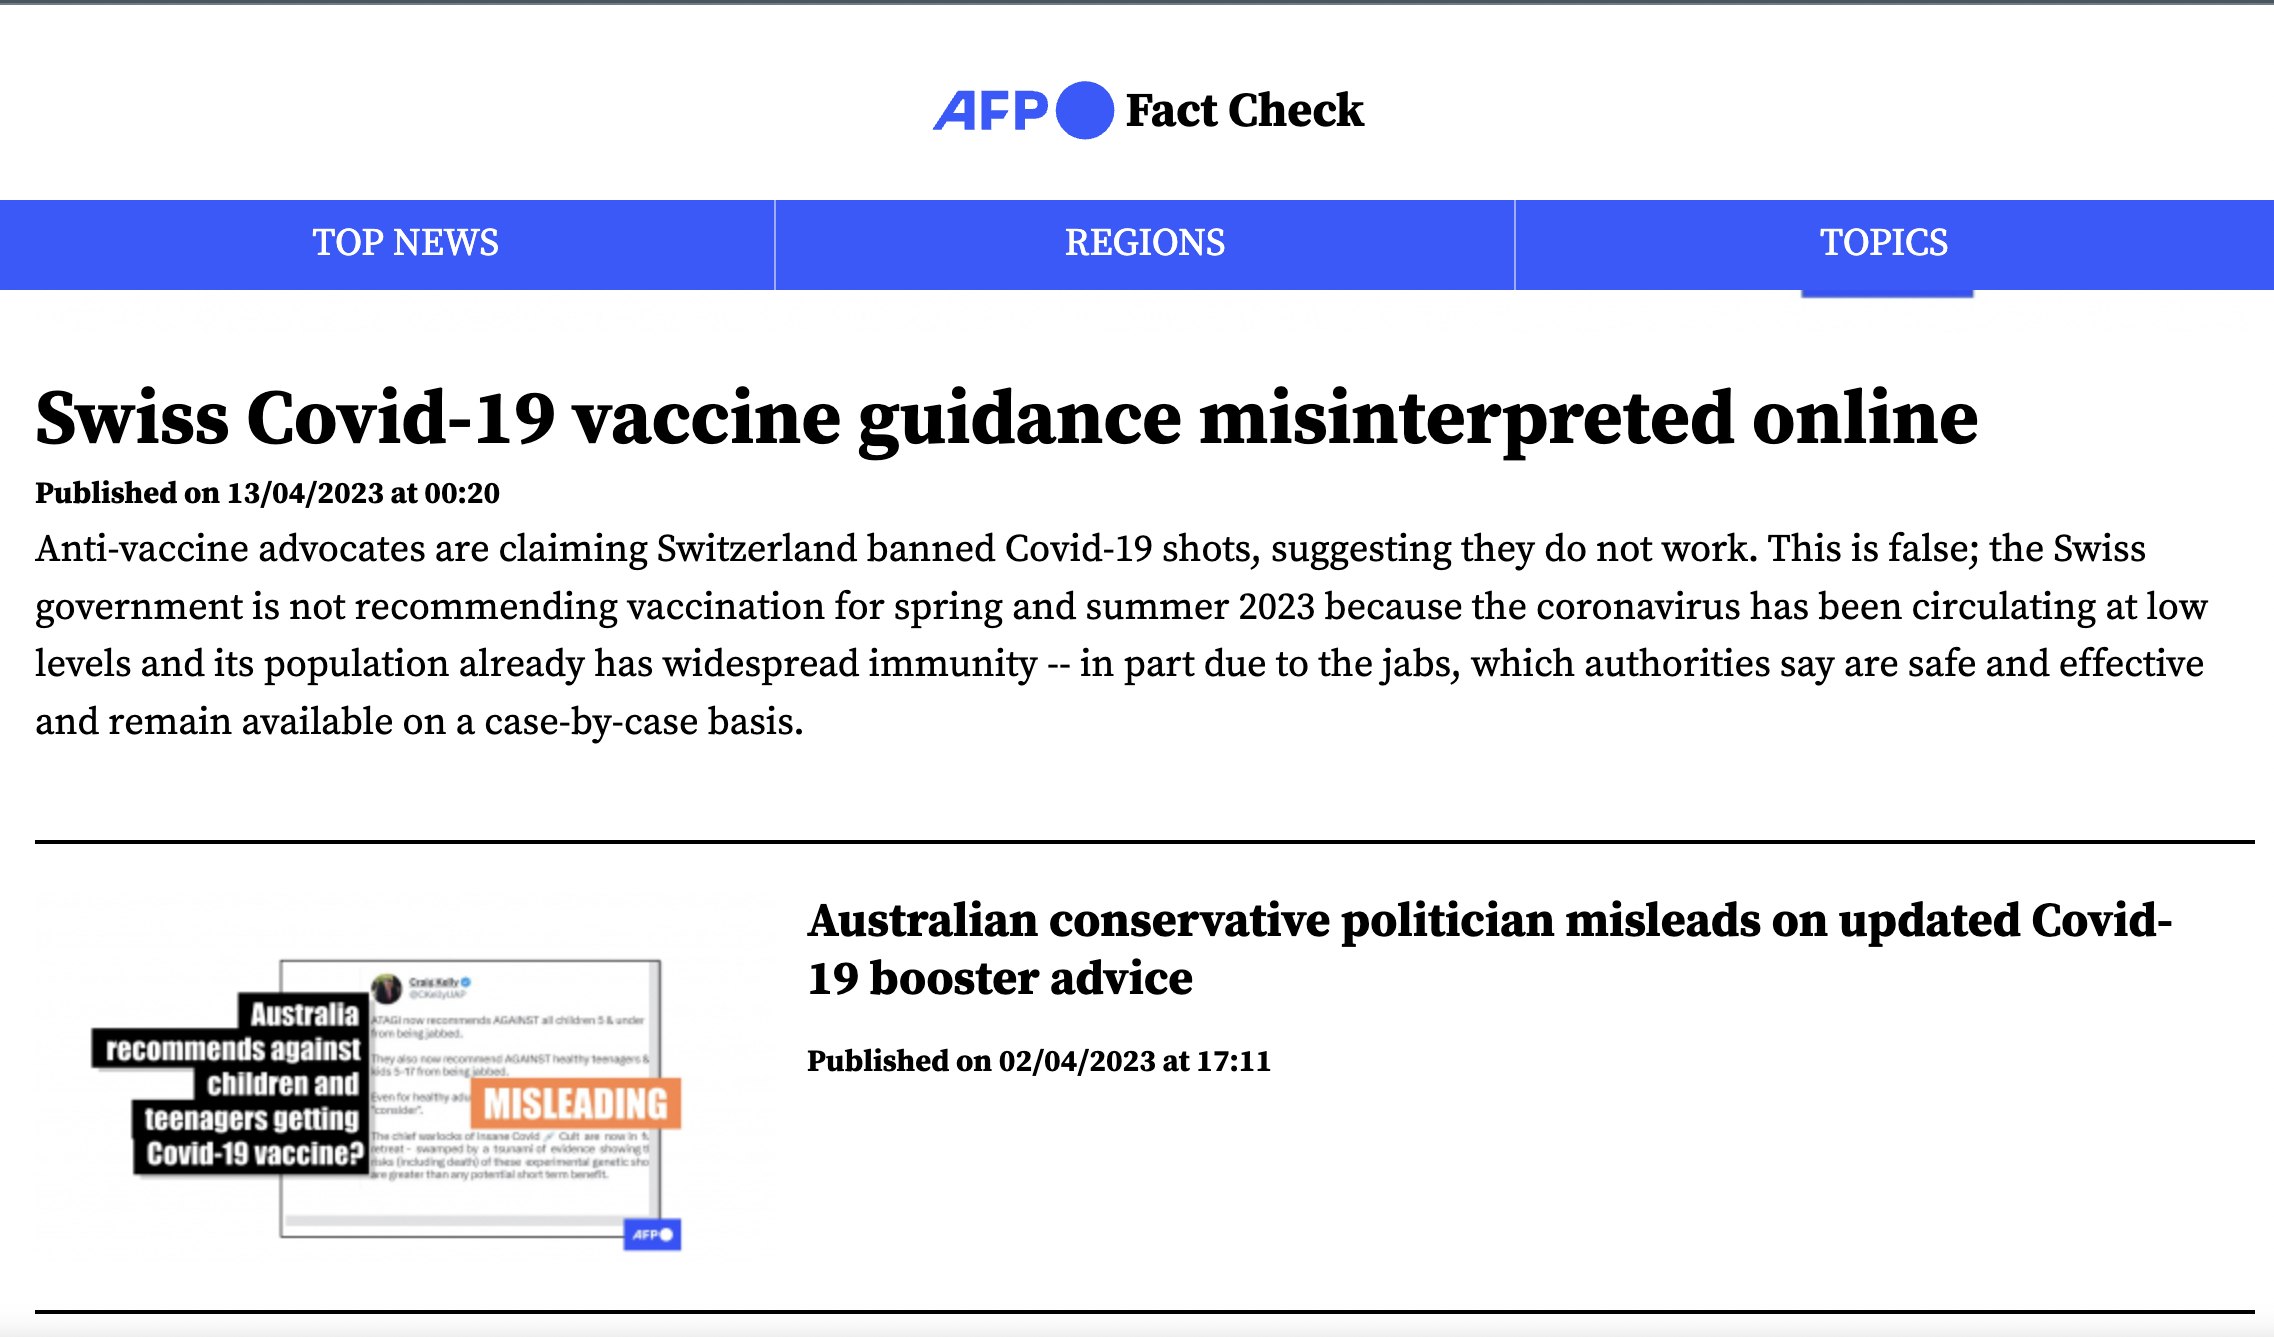 AFP Fact Check
TOP NEWS
REGIONS
TOPICS
Swiss Covid-19 vaccine guidance misinterpreted online
Published on 13/04/2023 at 00:20
Anti-vaccine advocates are claiming Switzerland banned Covid-19 shots, suggesting they do not work. This is false; the Swiss
government is not recommending vaccination for spring and summer 2023 because the coronavirus has been circulating at low
levels and its population already has widespread immunity -- in part due to the jabs, which authorities say are safe and effective
and remain available on a case-by-case basis.
Australia
recommends against
children and
teenagers getting
Covid-19 vaccine?
Craig Kelly
@CKellyUAP
ATAGI now recommends AGAINST all children 5 & under
from being jabbed.
They also now recommend AGAINST healthy teenagers &
kids 5-17 from being jabbed.
Even for healthy adu
"consider".
MISLEADING
The chief warlocks of Insane Covid Cult are now in
retreat - swamped by a tsunami of evidence showing
risks (including death) of these experimental genetic sho
are greater than any potential short term benefit.
AFP
Australian conservative politician misleads on updated Covid-
19 booster advice
Published on 02/04/2023 at 17:11